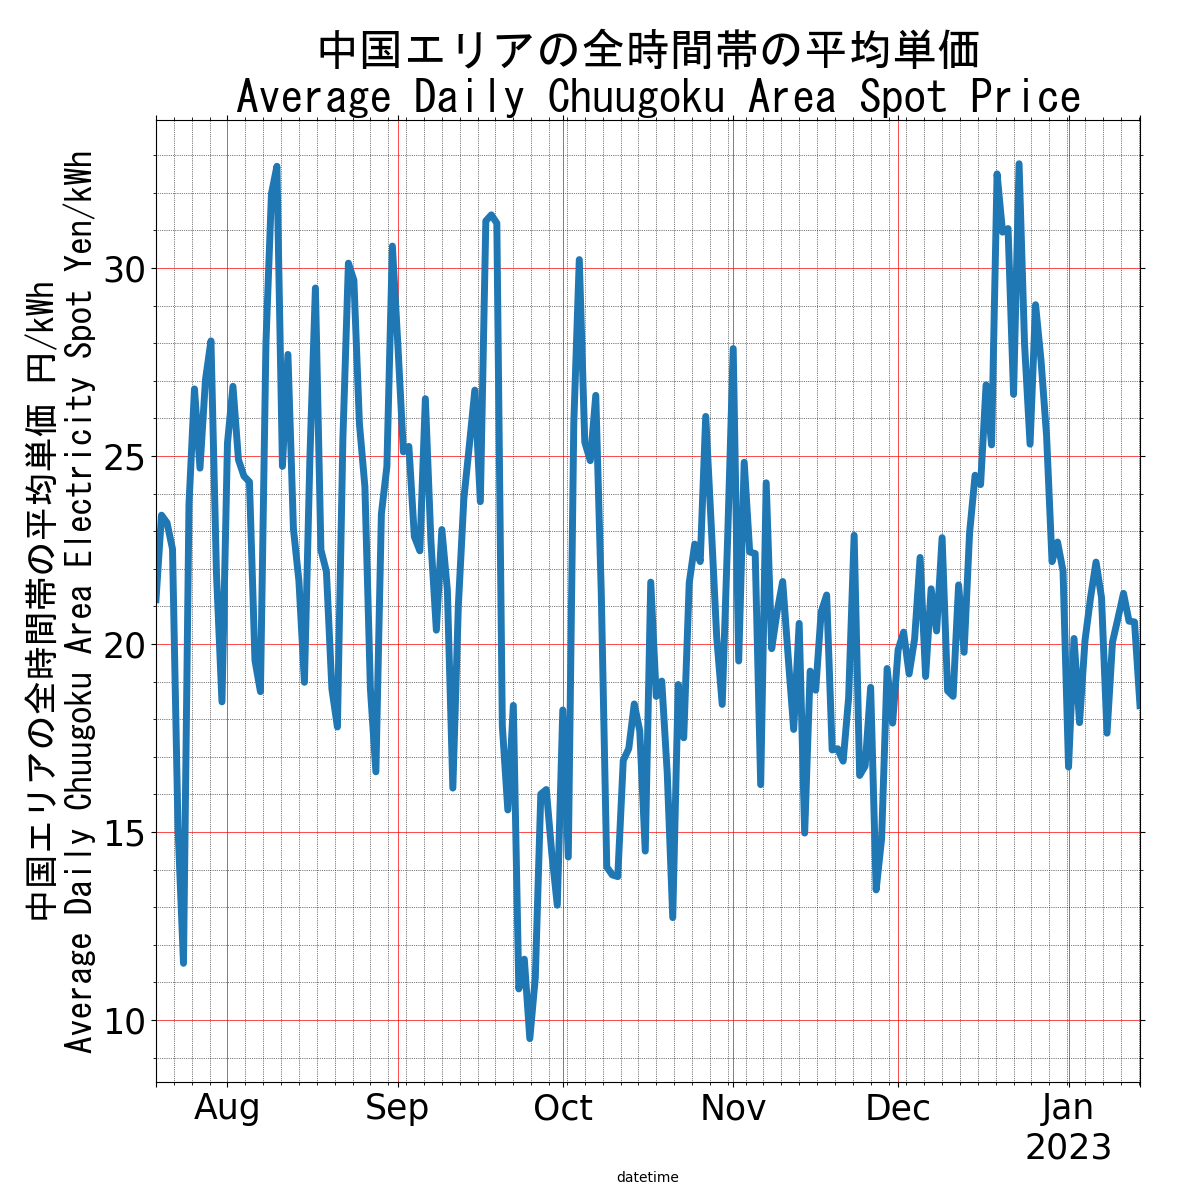 中国エリアの全時間帯の平均単価
Average Daily Chuugoku Area Spot Price
中国エリアの全時間帯の平均単価 円/kWh
Average Daily Chuugoku Area Electricity Spot Yen/kWh
30
25
20
15
10
Aug Sep Oct Nov Dec Jan
2023
datetime